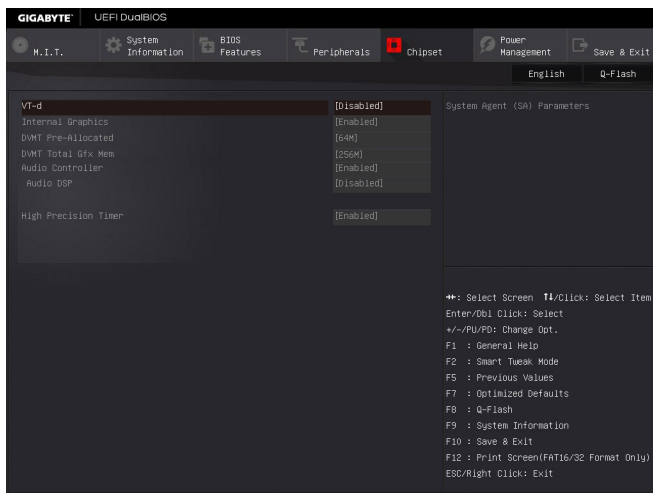 GIGABYTE™ UEFI DualBIOS
M.I.T. System Information BIOS Features Peripherals Chipset Power Management Save & Exit
English Q-Flash
VT-d [Disabled] System Agent (SA) Parameters
Internal Graphics [Enabled]
DVMT Pre-Allocated [64M]
DVMT Total Gfx Mem [256M]
Audio Controller [Enabled]
Audio DSP [Disabled]
High Precision Timer [Enabled]
→←: Select Screen ↑↓/Click: Select Item
Enter/Dbl Click: Select
+/-/PU/PD: Change Opt.
F1 : General Help
F2 : Smart Tweak Mode
F5 : Previous Values
F7 : Optimized Defaults
F8 : Q-Flash
F9 : System Information
F10 : Save & Exit
F12 : Print Screen(FAT16/32 Format Only)
ESC/Right Click: Exit